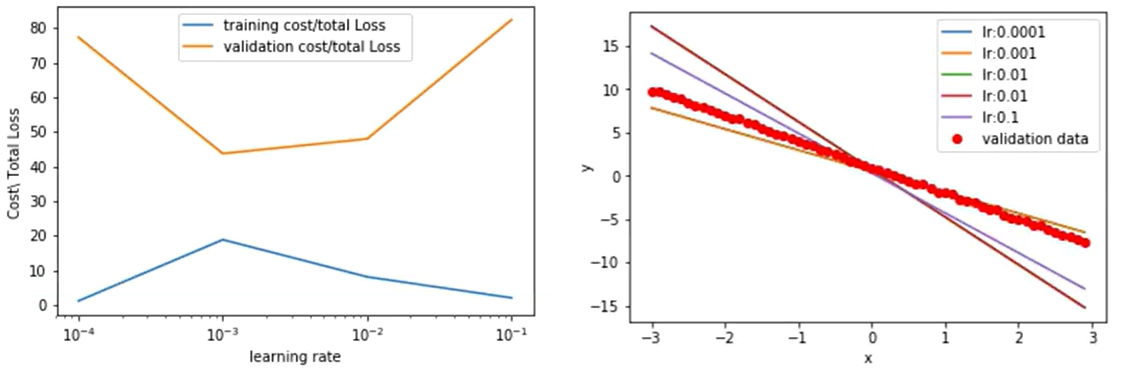 training cost/total Loss
validation cost/total Loss
Cost\ Total Loss
80
70
60
50
40
30
20
10
0
10⁻⁴
10⁻³
10⁻²
10⁻¹
learning rate
lr:0.0001
lr:0.001
lr:0.01
lr:0.01
lr:0.1
validation data
y
15
10
5
0
−5
−10
−15
−3
−2
−1
0
1
2
3
x